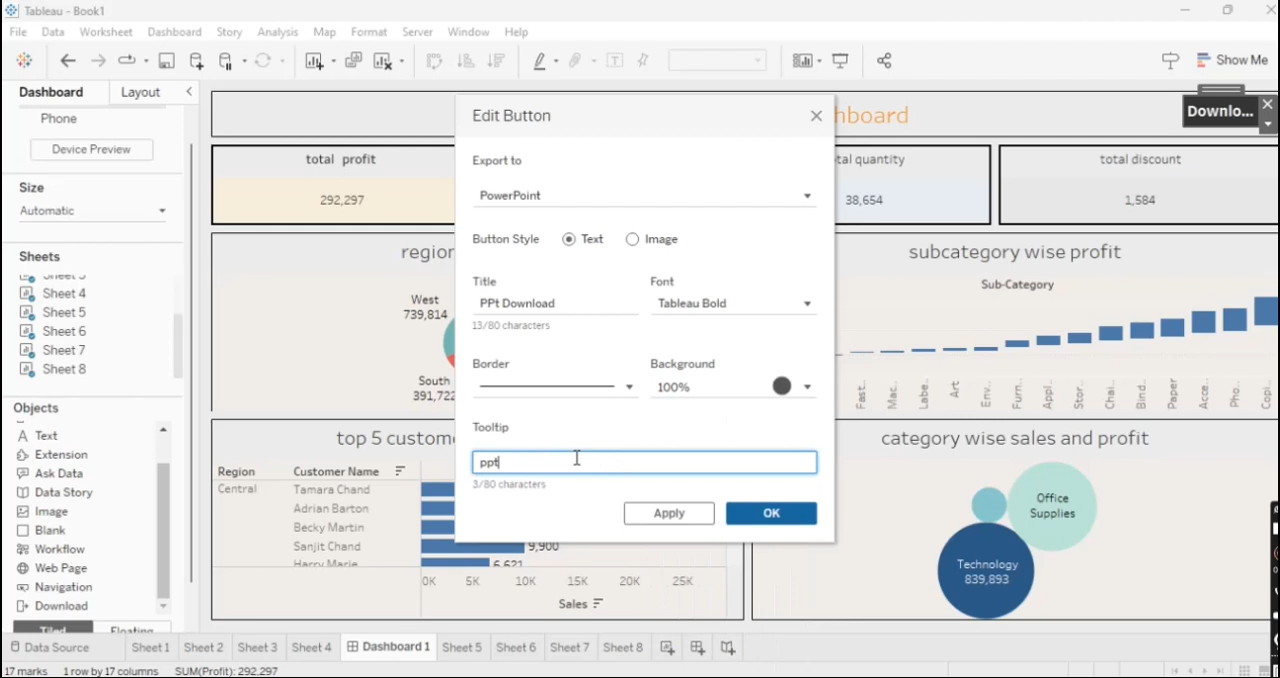 Tableau - Book1
File Data Worksheet Dashboard Story Analysis Map Format Server Window Help
Show Me
Dashboard Layout
Phone
Device Preview
Size
Automatic
Sheets
Sheet 4
Sheet 5
Sheet 6
Sheet 7
Sheet 8
Objects
Text
Extension
Ask Data
Data Story
Image
Blank
Workflow
Web Page
Navigation
Download
Tiled Floating
hboard
Downlo...
total profit
292,297
tal quantity
38,654
total discount
1,584
region
West
739,814
South
391,722
subcategory wise profit
Sub-Category
Fast..
Mac..
Labe..
Art
Env..
Furn..
Appl..
Stor..
Chai..
Bind..
Paper
Acce..
Pho..
Copi..
top 5 custome
Region Customer Name
Central Tamara Chand
Adrian Barton
Becky Martin
Sanjit Chand
9,900
Harry Marie
6,621
0K 5K 10K 15K 20K 25K
Sales
category wise sales and profit
Office
Supplies
Technology
839,893
Edit Button
Export to
PowerPoint
Button Style Text Image
Title Font
PPt Download Tableau Bold
13/80 characters
Border Background
100%
Tooltip
ppt
3/80 characters
Apply OK
Data Source Sheet 1 Sheet 2 Sheet 3 Sheet 4 Dashboard 1 Sheet 5 Sheet 6 Sheet 7 Sheet 8
17 marks 1 row by 17 columns SUM(Profit): 292,297